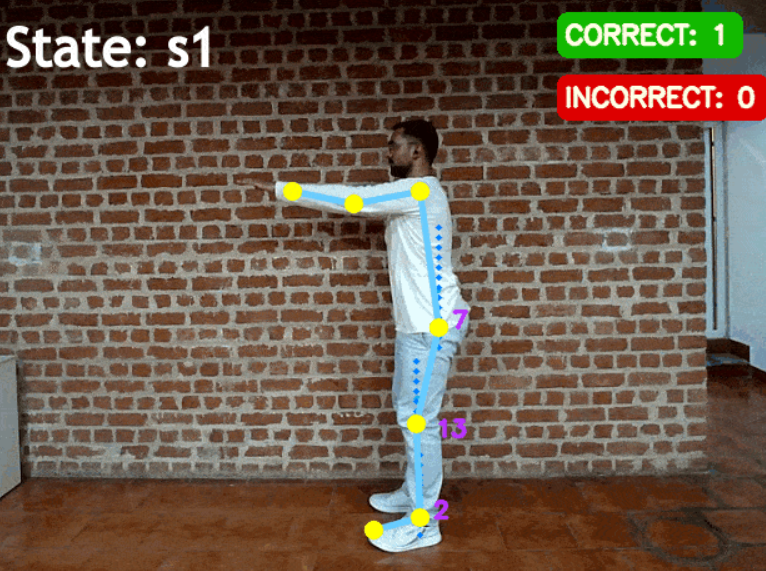 State: s1
CORRECT: 1
INCORRECT: 0
7
13
2